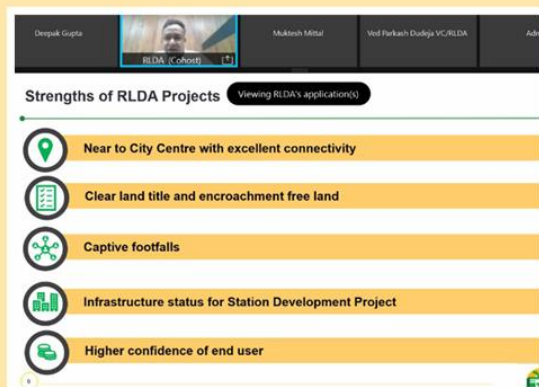 Deepak Gupta
RLDA (Cohost)
Muktesh Mittal
Ved Parkash Dudeja VC/RLDA
Strengths of RLDA Projects
Viewing RLDA's application(s)
Near to City Centre with excellent connectivity
Clear land title and encroachment free land
Captive footfalls
Infrastructure status for Station Development Project
Higher confidence of end user